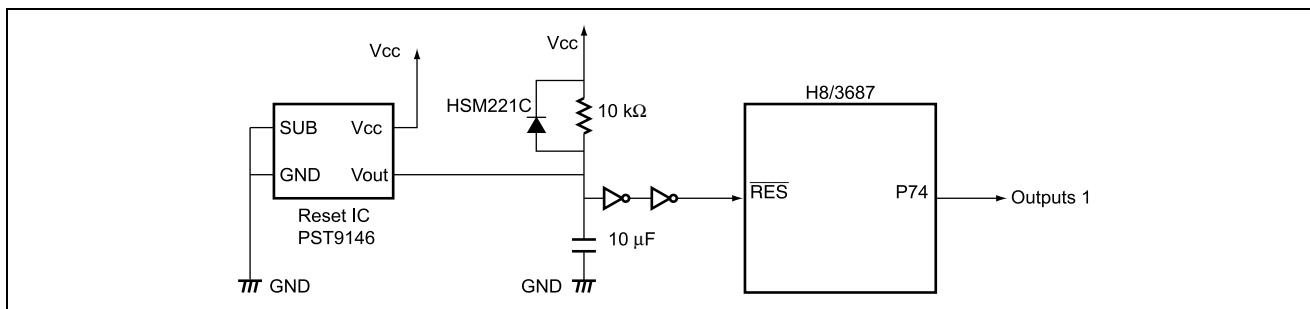 Vcc
SUB
Vcc
GND
Vout
Reset IC
PST9146
GND
Vcc
HSM221C
10 kΩ
10 μF
GND
H8/3687
RES
P74
Outputs 1